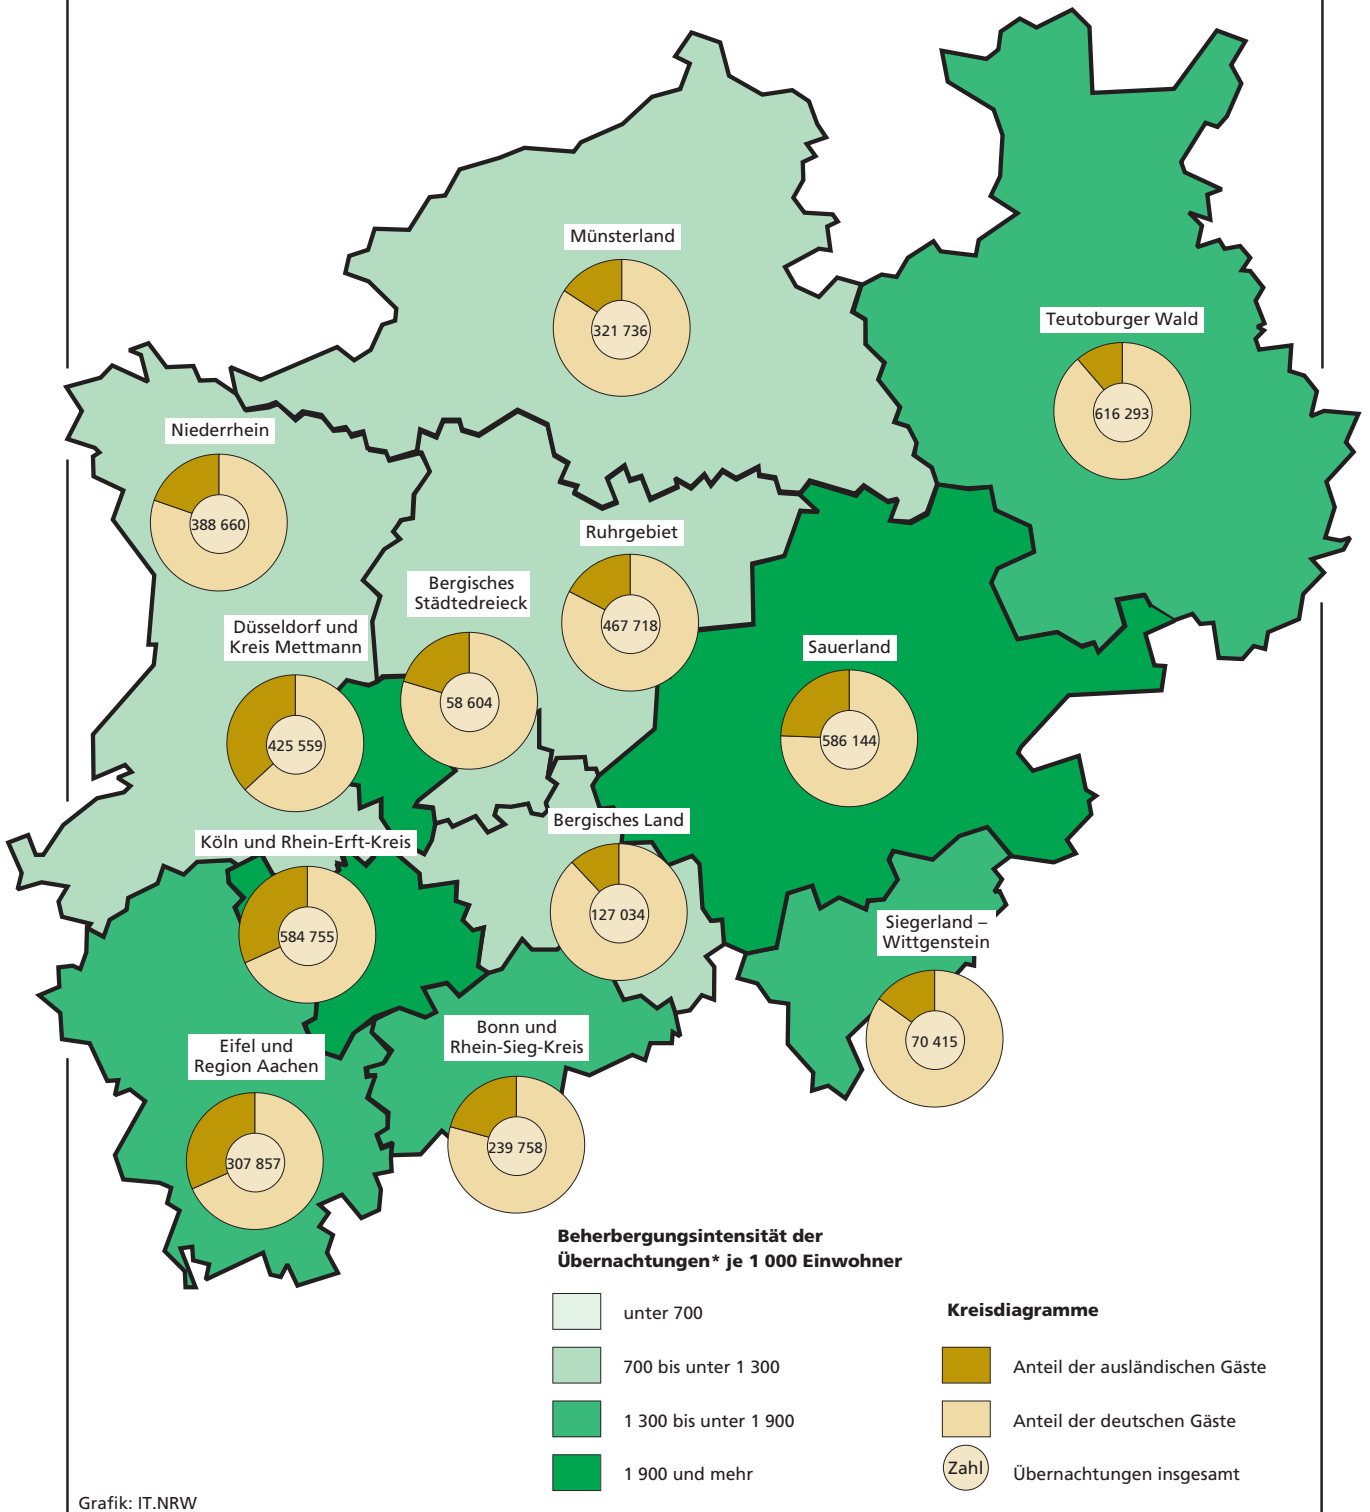 Münsterland
321 736
Teutoburger Wald
616 293
Niederrhein
388 660
Ruhrgebiet
467 718
Bergisches
Städtedreieck
58 604
Düsseldorf und
Kreis Mettmann
425 559
Sauerland
586 144
Köln und Rhein-Erft-Kreis
584 755
Bergisches Land
127 034
Siegerland –
Wittgenstein
70 415
Bonn und
Rhein-Sieg-Kreis
239 758
Eifel und
Region Aachen
307 857
Beherbergungsintensität der
Übernachtungen* je 1 000 Einwohner
unter 700
700 bis unter 1 300
1 300 bis unter 1 900
1 900 und mehr
Kreisdiagramme
Anteil der ausländischen Gäste
Anteil der deutschen Gäste
Zahl
Übernachtungen insgesamt
Grafik: IT.NRW